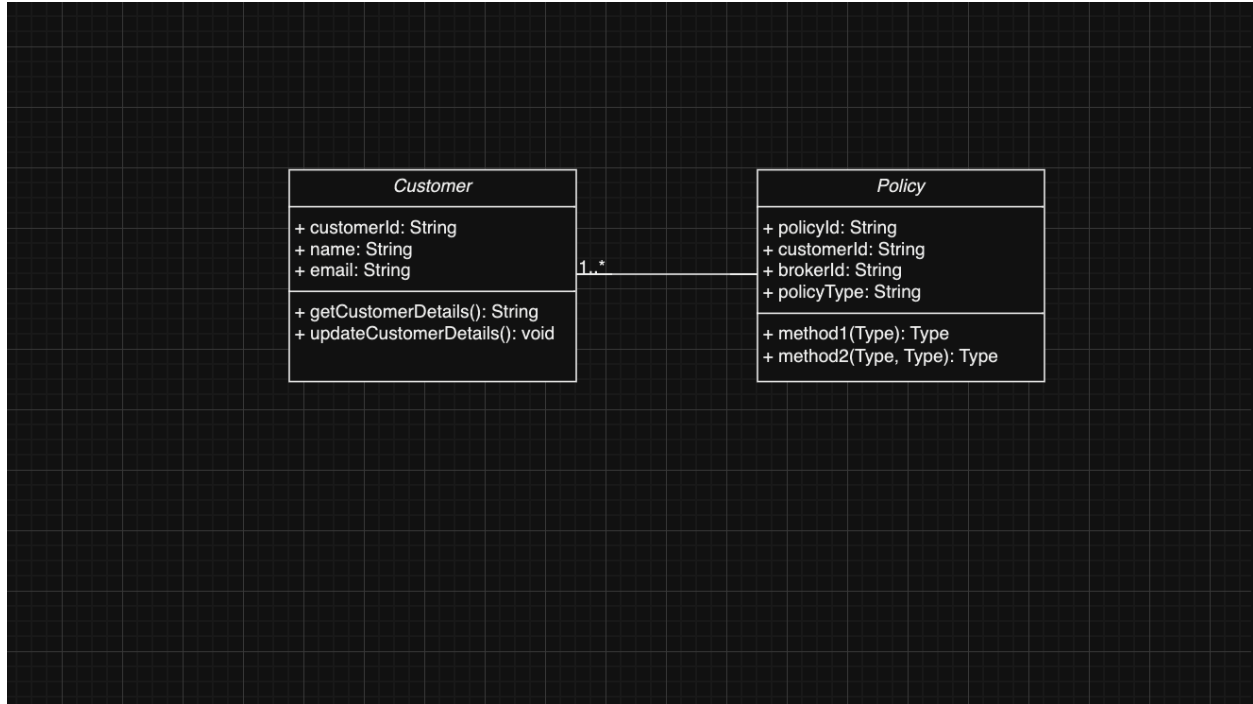 Customer
+ customerId: String
+ name: String
+ email: String
+ getCustomerDetails(): String
+ updateCustomerDetails(): void
1..*
Policy
+ policyId: String
+ customerId: String
+ brokerId: String
+ policyType: String
+ method1(Type): Type
+ method2(Type, Type): Type